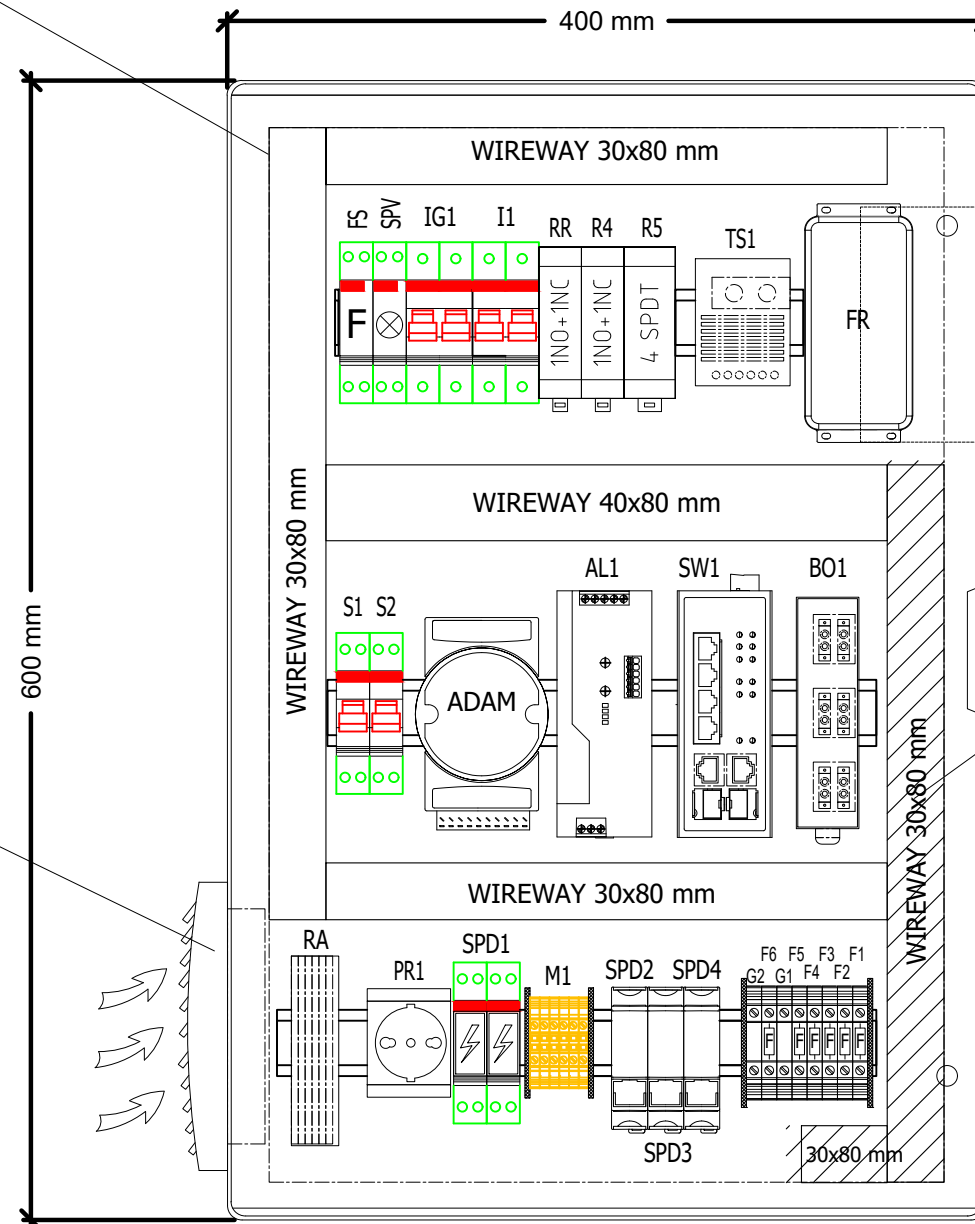 400 mm
WIREWAY 30x80 mm
FS SPV IG1 I1 RR R4 R5 TS1
F
1NO+1NC
1NO+1NC
4 SPDT
FR
WIREWAY 40x80 mm
WIREWAY 30x80 mm
600 mm
S1 S2 AL1 SW1 BO1
ADAM
WIREWAY 30x80 mm
WIREWAY 30x80 mm
RA PR1 SPD1 M1 SPD2 SPD4
F6 F5 F3 F1
G2 G1 F4 F2
F F F F F F
SPD3
30x80 mm